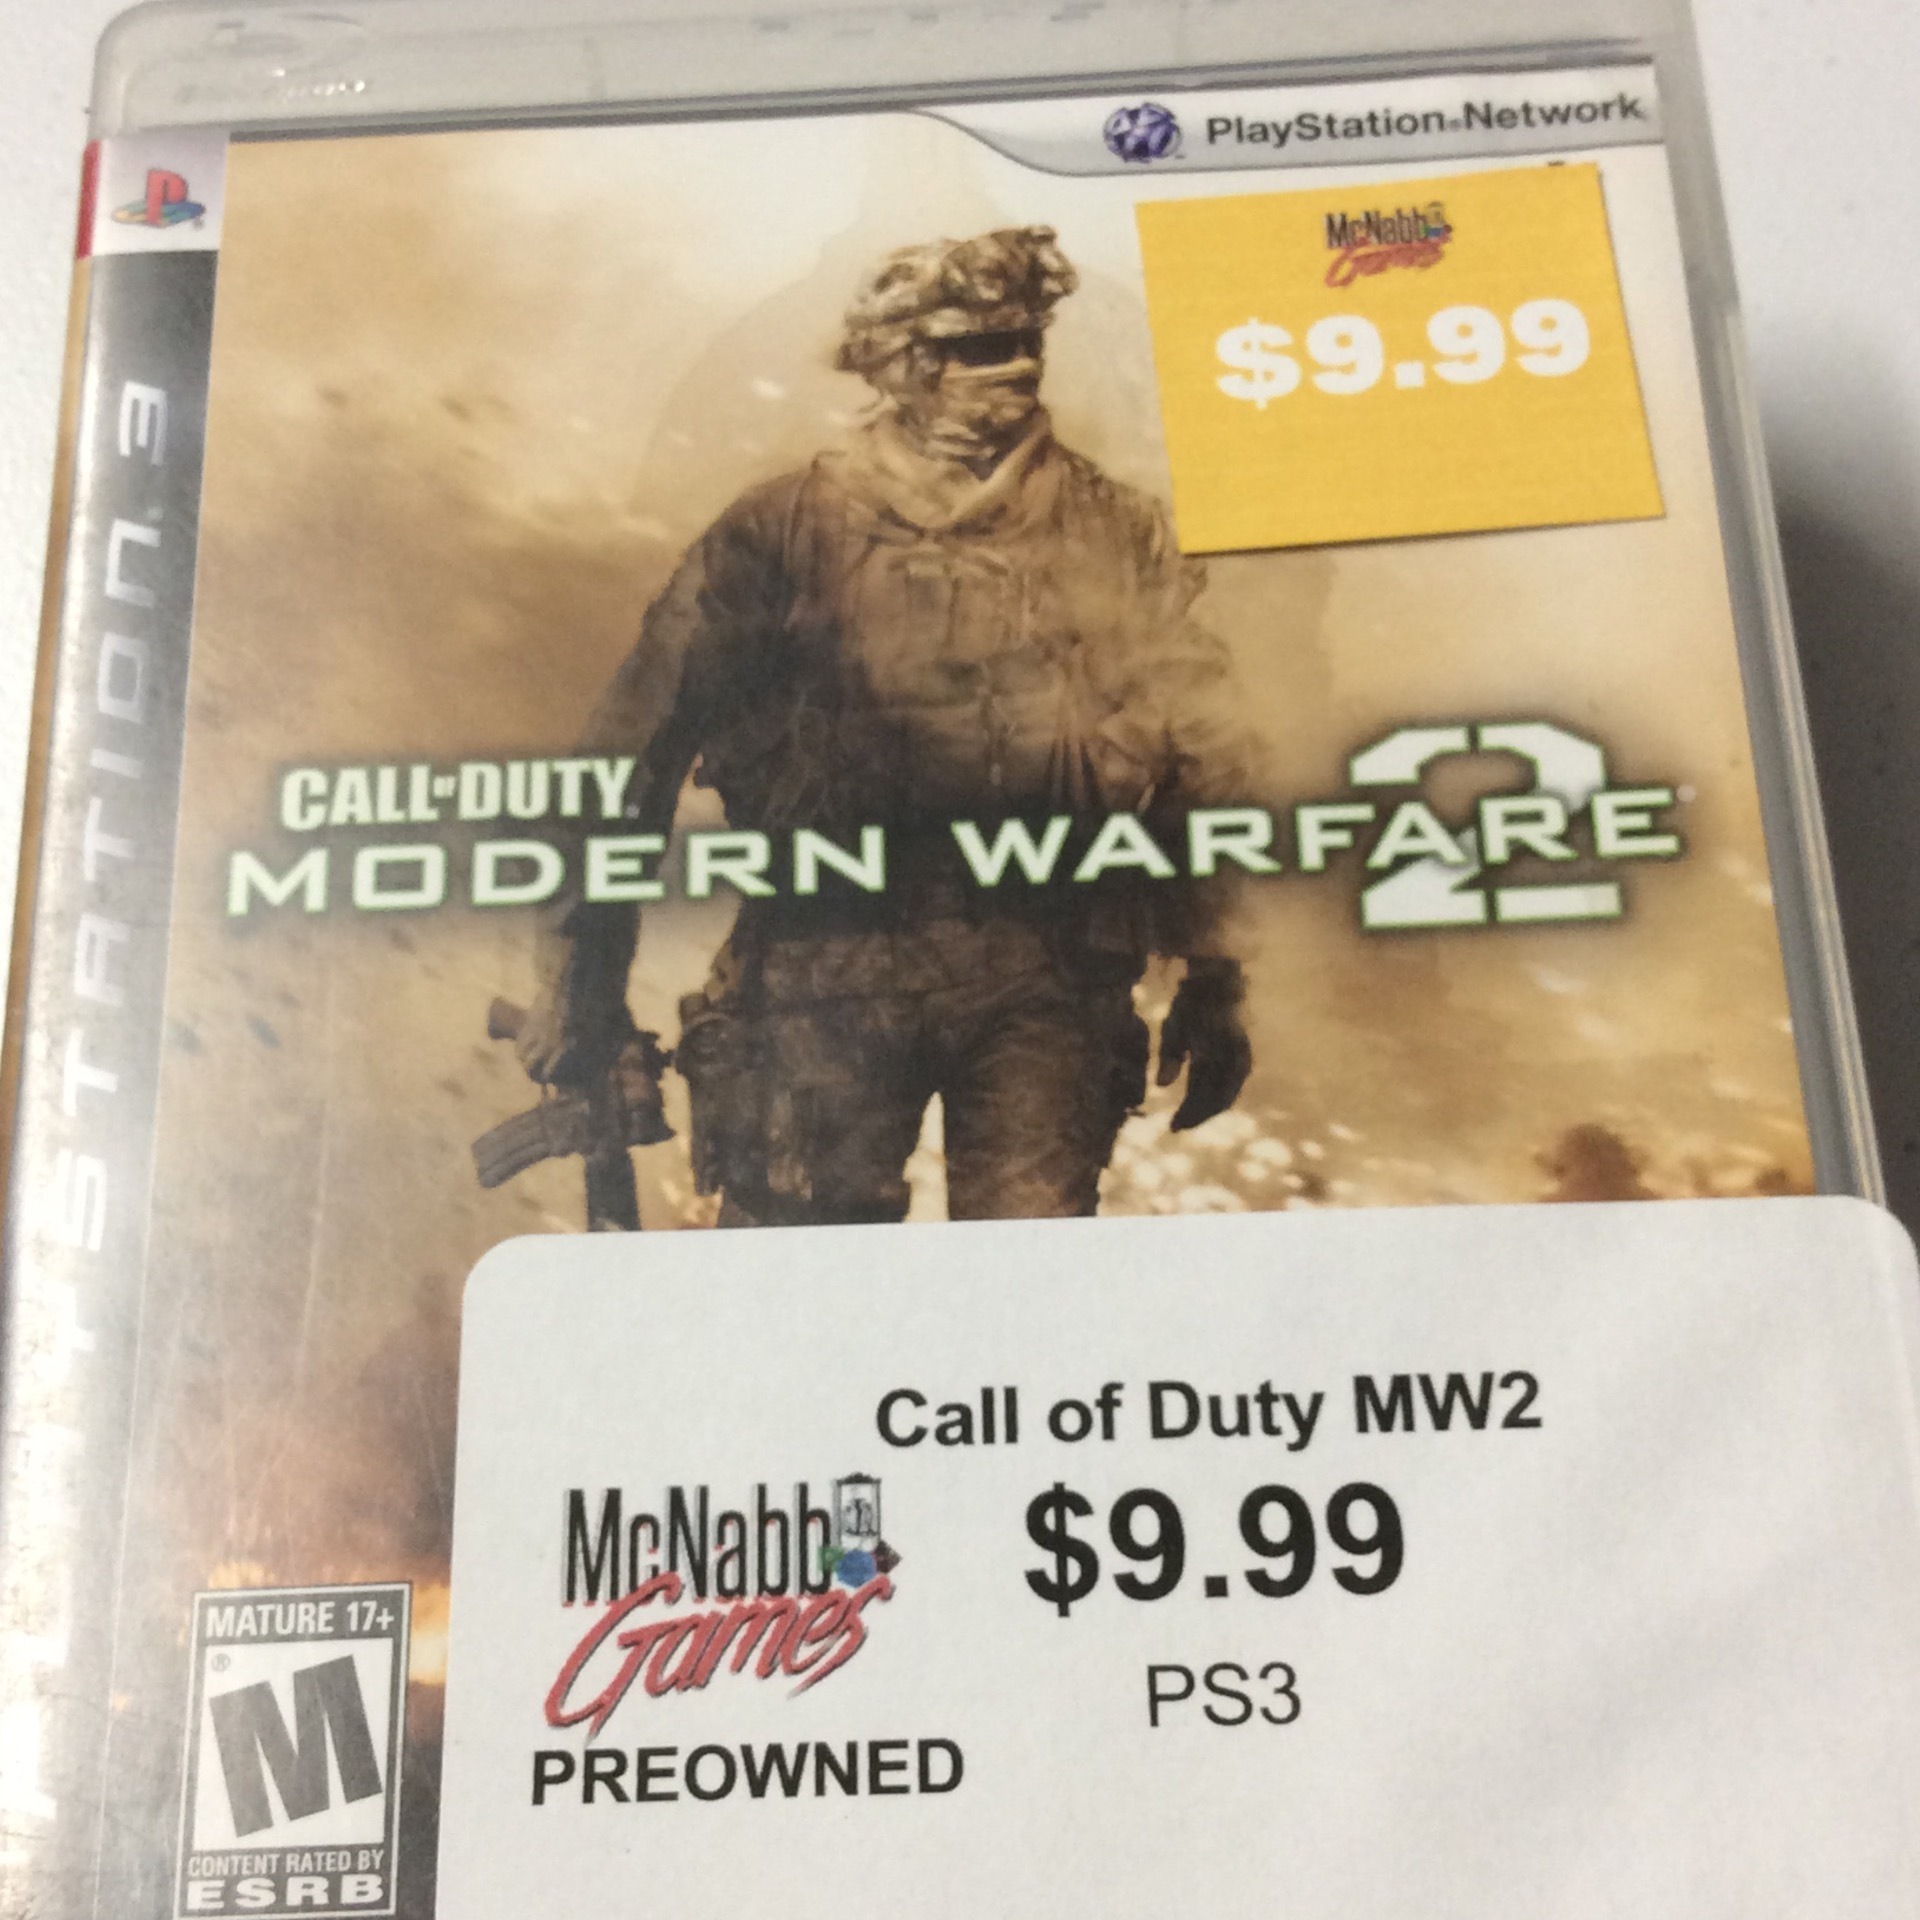 PlayStation®Network
McNabb
Games
$9.99
STATION 3
CALL OF DUTY®
MODERN WARFARE 2
Call of Duty MW2
McNabb
Games
$9.99
PS3
PREOWNED
MATURE 17+
M
®
CONTENT RATED BY
ESRB